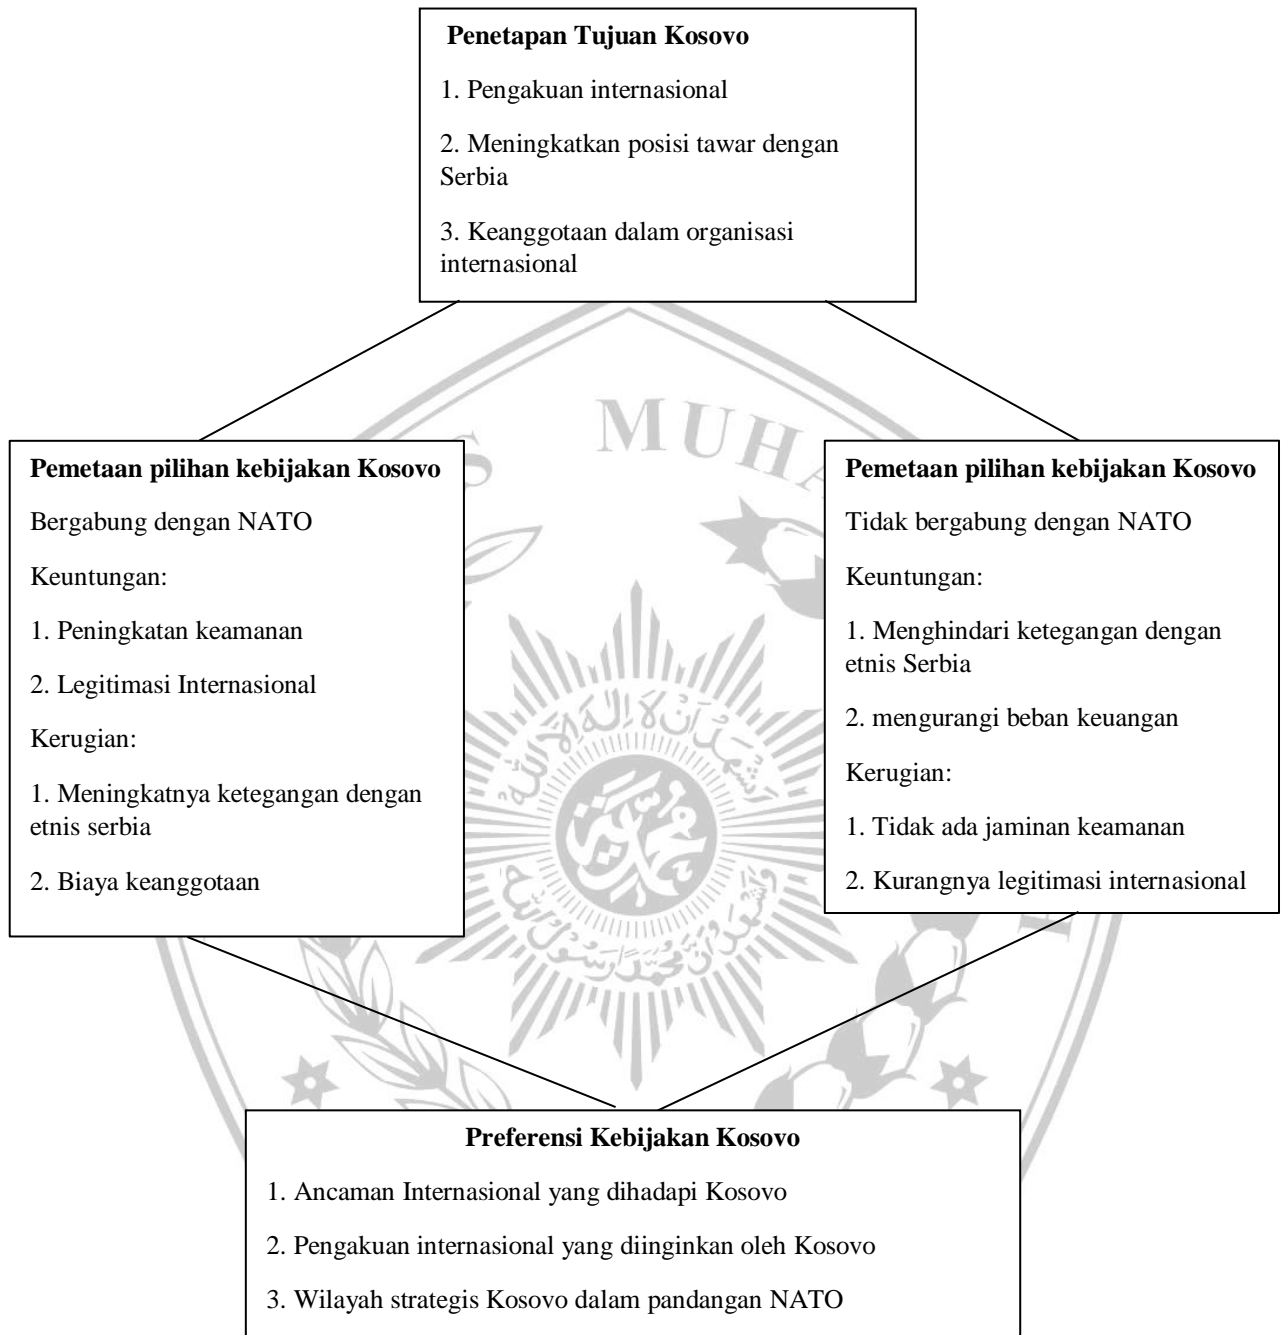 Penetapan Tujuan Kosovo
1. Pengakuan internasional
2. Meningkatkan posisi tawar dengan
Serbia
3. Keanggotaan dalam organisasi
internasional
MUHA
S
Pemetaan pilihan kebijakan Kosovo
Bergabung dengan NATO
Keuntungan:
1. Peningkatan keamanan
2. Legitimasi Internasional
Kerugian:
1. Meningkatnya ketegangan dengan
etnis serbia
2. Biaya keanggotaan
Pemetaan pilihan kebijakan Kosovo
Tidak bergabung dengan NATO
Keuntungan:
1. Menghindari ketegangan dengan
etnis Serbia
2. mengurangi beban keuangan
Kerugian:
1. Tidak ada jaminan keamanan
2. Kurangnya legitimasi internasional
Preferensi Kebijakan Kosovo
1. Ancaman Internasional yang dihadapi Kosovo
2. Pengakuan internasional yang diinginkan oleh Kosovo
3. Wilayah strategis Kosovo dalam pandangan NATO